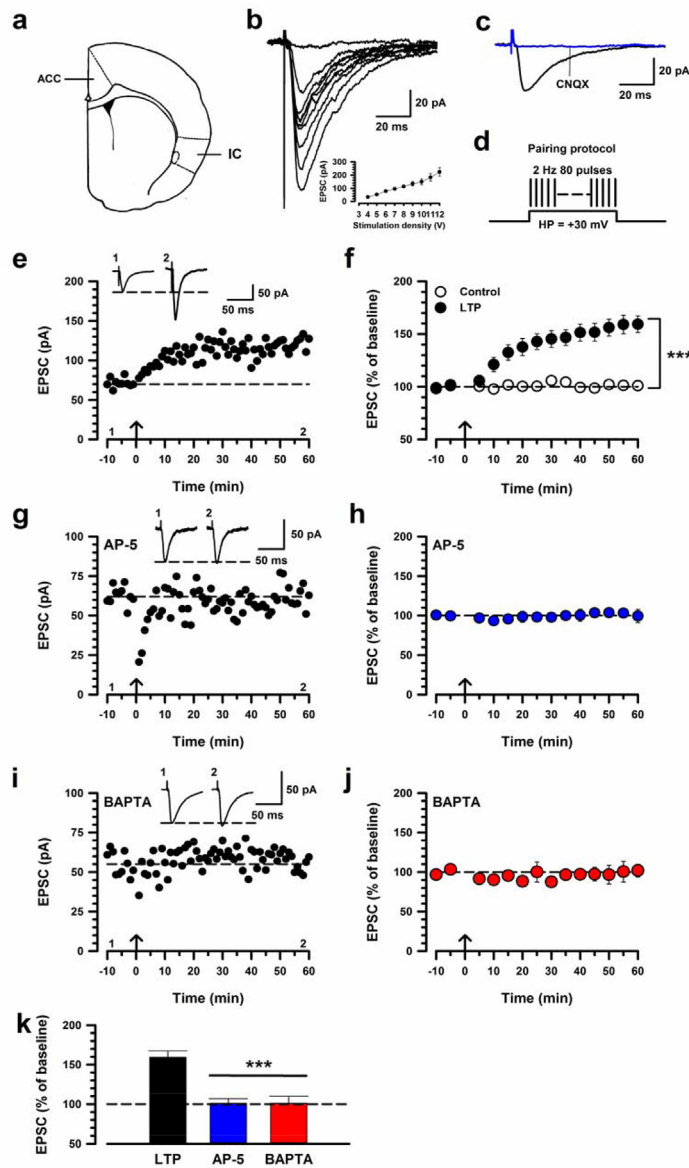 a
ACC
IC
b
20 pA
20 ms
EPSC (pA)
300
200
100
0
3 4 5 6 7 8 9 10 11 12
Stimulation density (V)
c
CNQX
20 pA
20 ms
d
Pairing protocol
2 Hz 80 pulses
HP = +30 mV
e
1 2
50 pA
50 ms
EPSC (pA)
200
150
100
50
0
1 2
-10 0 10 20 30 40 50 60
Time (min)
f
Control
LTP
***
EPSC (% of baseline)
200
150
100
50
-10 0 10 20 30 40 50 60
Time (min)
g
AP-5
1 2
50 pA
50 ms
EPSC (pA)
100
75
50
25
0
1 2
-10 0 10 20 30 40 50 60
Time (min)
h
AP-5
EPSC (% of baseline)
200
150
100
50
-10 0 10 20 30 40 50 60
Time (min)
i
BAPTA
1 2
50 pA
50 ms
EPSC (pA)
100
75
50
25
0
1 2
-10 0 10 20 30 40 50 60
Time (min)
j
BAPTA
EPSC (% of baseline)
200
150
100
50
-10 0 10 20 30 40 50 60
Time (min)
k
EPSC (% of baseline)
200
150
100
50
***
LTP AP-5 BAPTA